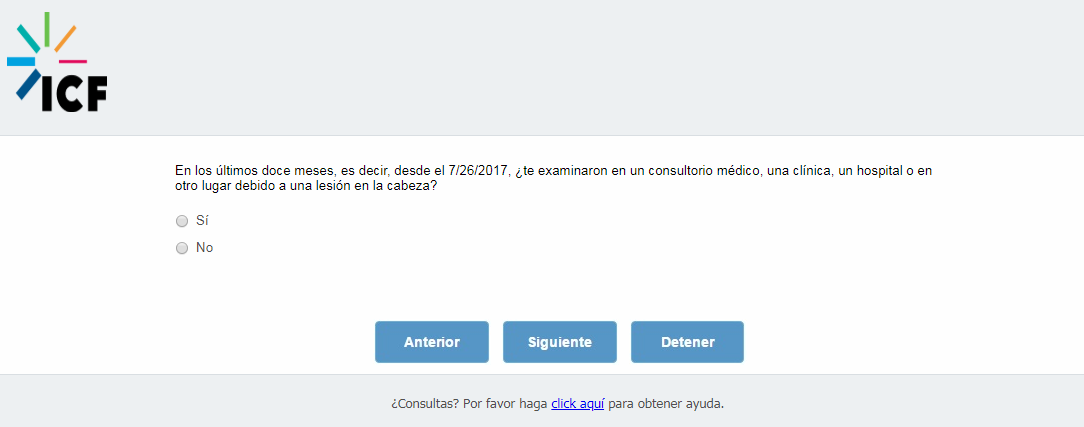 ICF
En los últimos doce meses, es decir, desde el 7/26/2017, ¿te examinaron en un consultorio médico, una clínica, un hospital o en
otro lugar debido a una lesión en la cabeza?
Sí
No
Anterior
Siguiente
Detener
¿Consultas? Por favor haga click aquí para obtener ayuda.